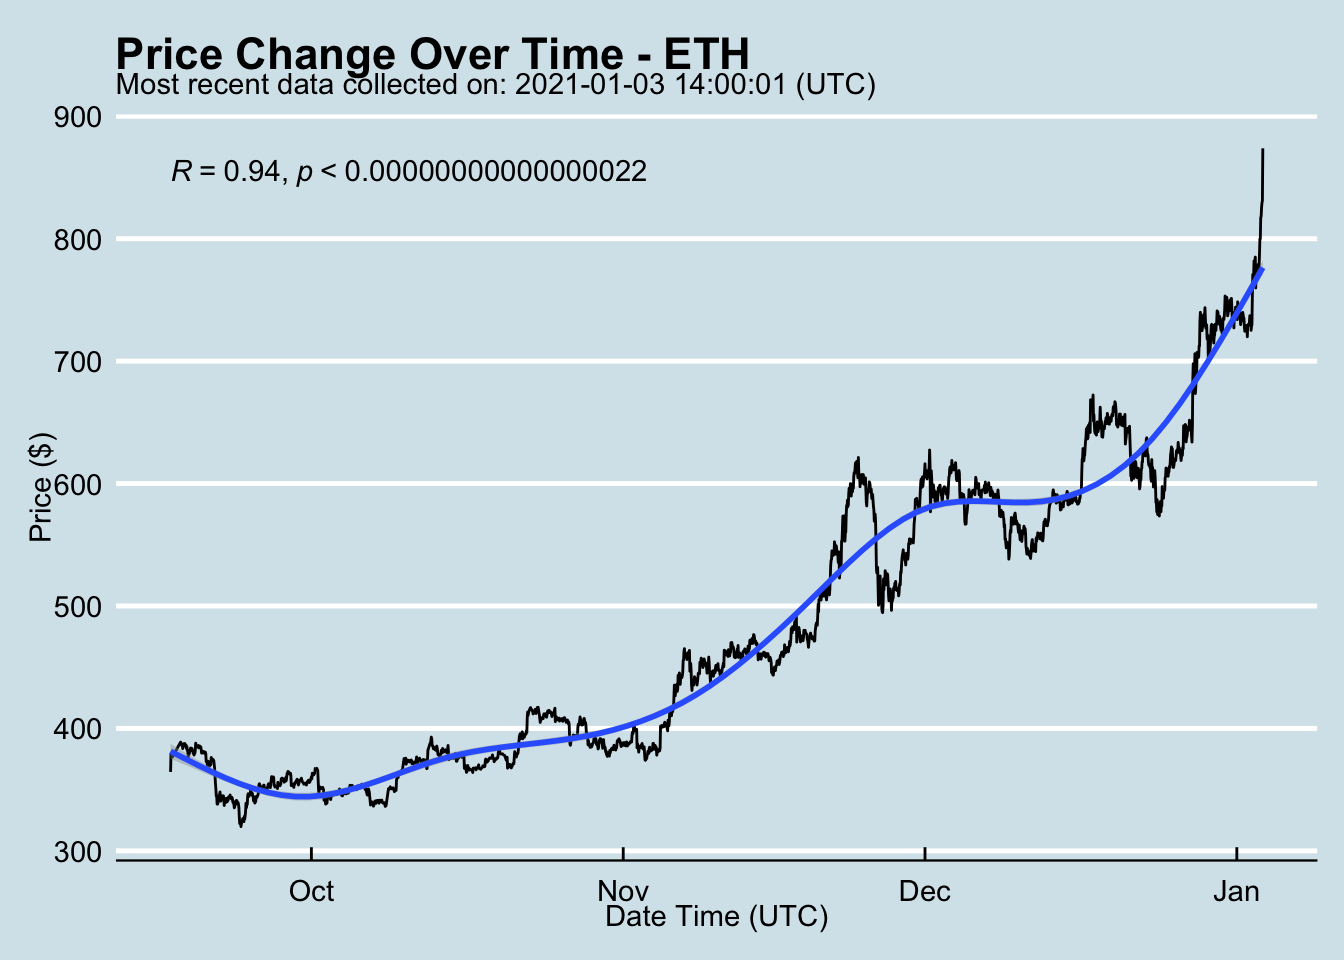 Price Change Over Time - ETH
Most recent data collected on: 2021-01-03 14:00:01 (UTC)
900
R = 0.94, p < 0.00000000000000022
800
700
Price ($)
600
500
400
300
Oct
Nov
Dec
Jan
Date Time (UTC)